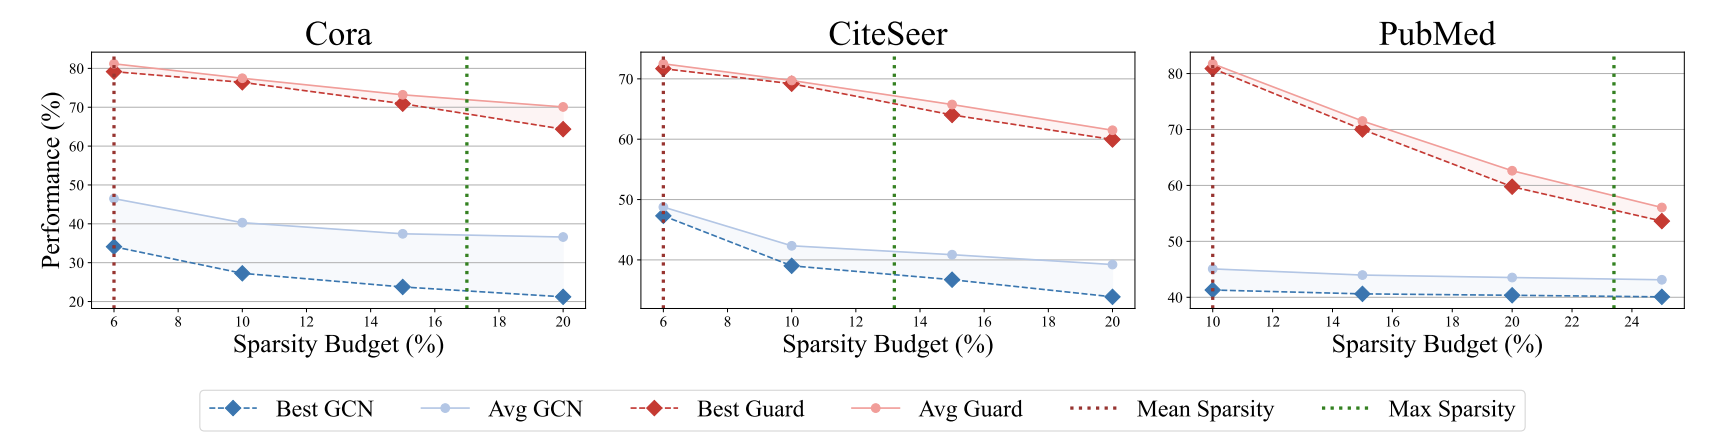 Cora
CiteSeer
PubMed
Performance (%)
80
70
60
50
40
30
20
6 8 10 12 14 16 18 20
Sparsity Budget (%)
70
60
50
40
6 8 10 12 14 16 18 20
Sparsity Budget (%)
80
70
60
50
40
10 12 14 16 18 20 22 24
Sparsity Budget (%)
Best GCN Avg GCN Best Guard Avg Guard Mean Sparsity Max Sparsity